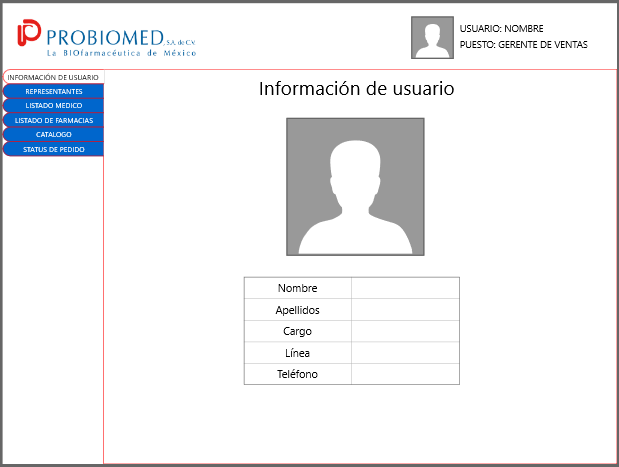 PROBIOMED, S.A. de C.V.
La BIOfarmacéutica de México
USUARIO: NOMBRE
PUESTO: GERENTE DE VENTAS
INFORMACIÓN DE USUARIO
REPRESENTANTES
LISTADO MEDICO
LISTADO DE FARMACIAS
CATALOGO
STATUS DE PEDIDO
Información de usuario
Nombre
Apellidos
Cargo
Línea
Teléfono